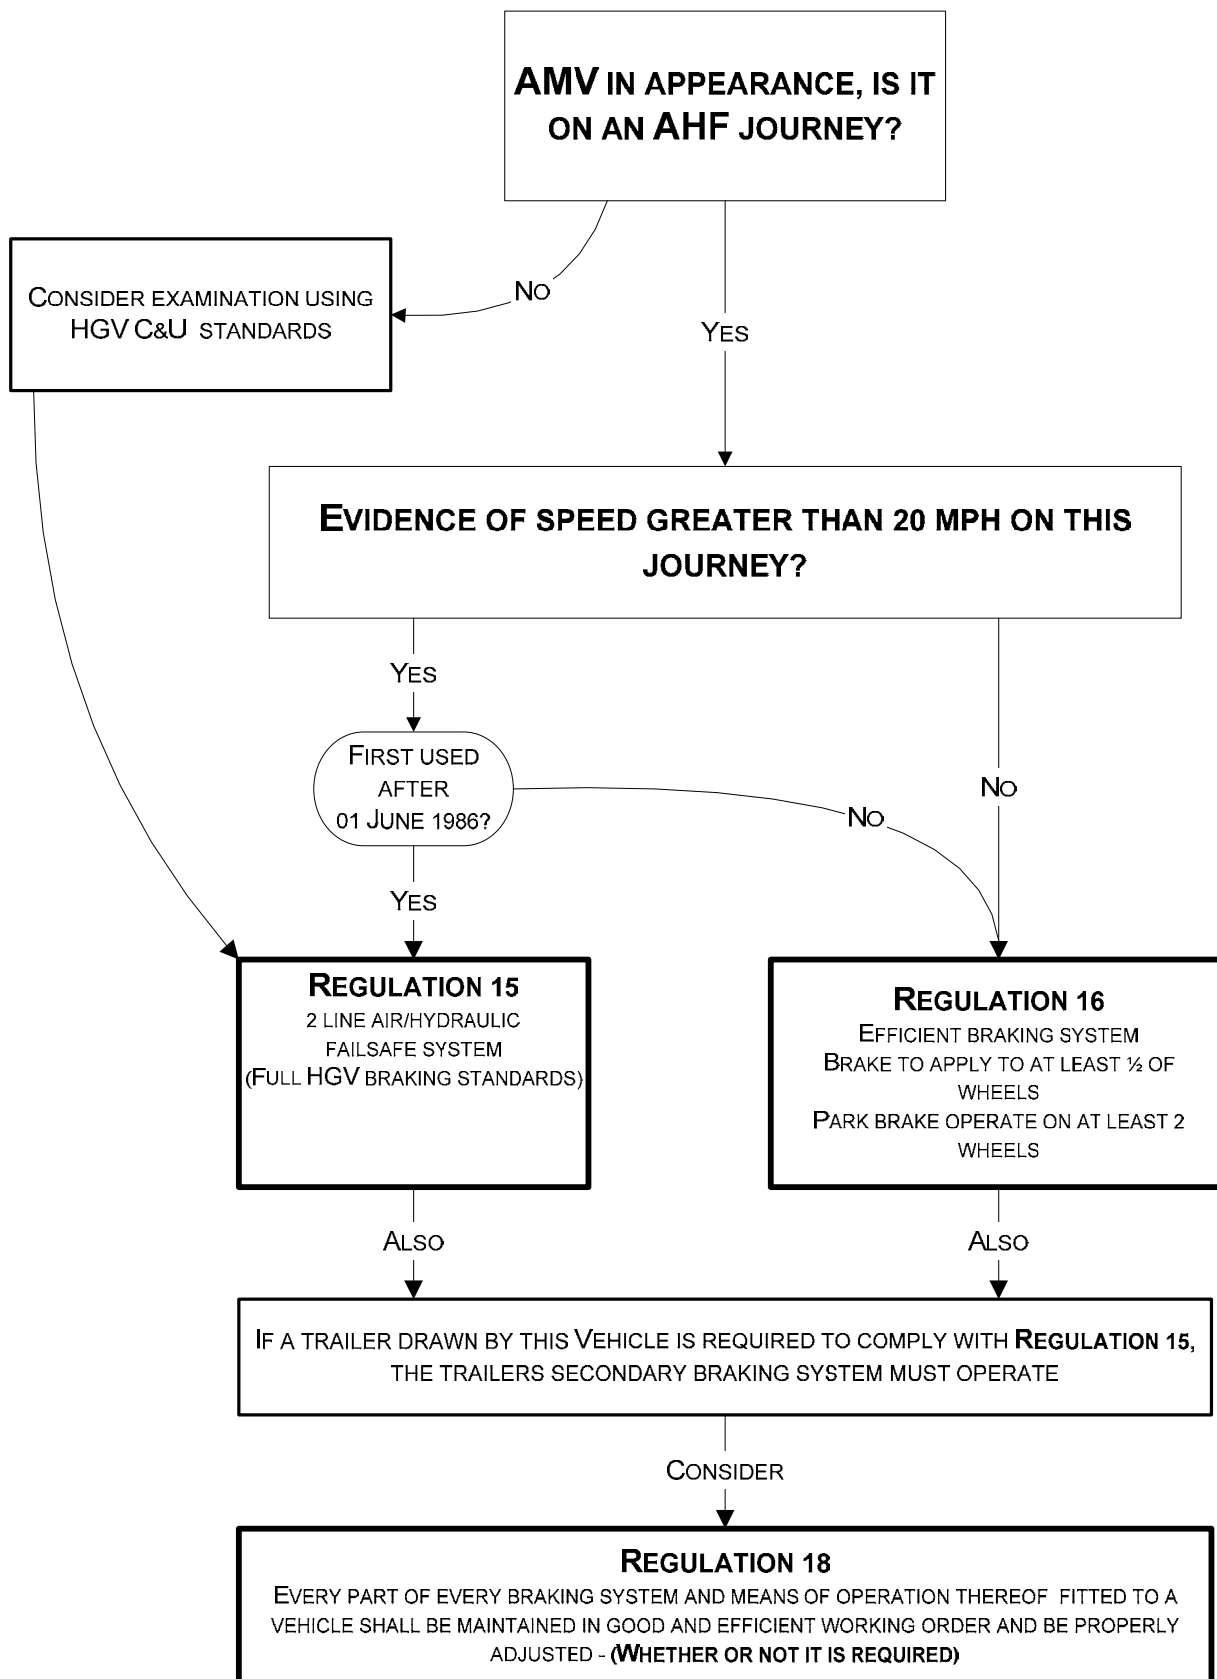 AMV IN APPEARANCE, IS IT
ON AN AHF JOURNEY?
NO
CONSIDER EXAMINATION USING
HGV C&U STANDARDS
YES
EVIDENCE OF SPEED GREATER THAN 20 MPH ON THIS
JOURNEY?
YES
FIRST USED
AFTER
01 JUNE 1986?
NO
NO
YES
REGULATION 15
2 LINE AIR/HYDRAULIC
FAILSAFE SYSTEM
(FULL HGV BRAKING STANDARDS)
REGULATION 16
EFFICIENT BRAKING SYSTEM
BRAKE TO APPLY TO AT LEAST ½ OF
WHEELS
PARK BRAKE OPERATE ON AT LEAST 2
WHEELS
ALSO
ALSO
IF A TRAILER DRAWN BY THIS VEHICLE IS REQUIRED TO COMPLY WITH REGULATION 15,
THE TRAILERS SECONDARY BRAKING SYSTEM MUST OPERATE
CONSIDER
REGULATION 18
EVERY PART OF EVERY BRAKING SYSTEM AND MEANS OF OPERATION THEREOF FITTED TO A
VEHICLE SHALL BE MAINTAINED IN GOOD AND EFFICIENT WORKING ORDER AND BE PROPERLY
ADJUSTED - (WHETHER OR NOT IT IS REQUIRED)